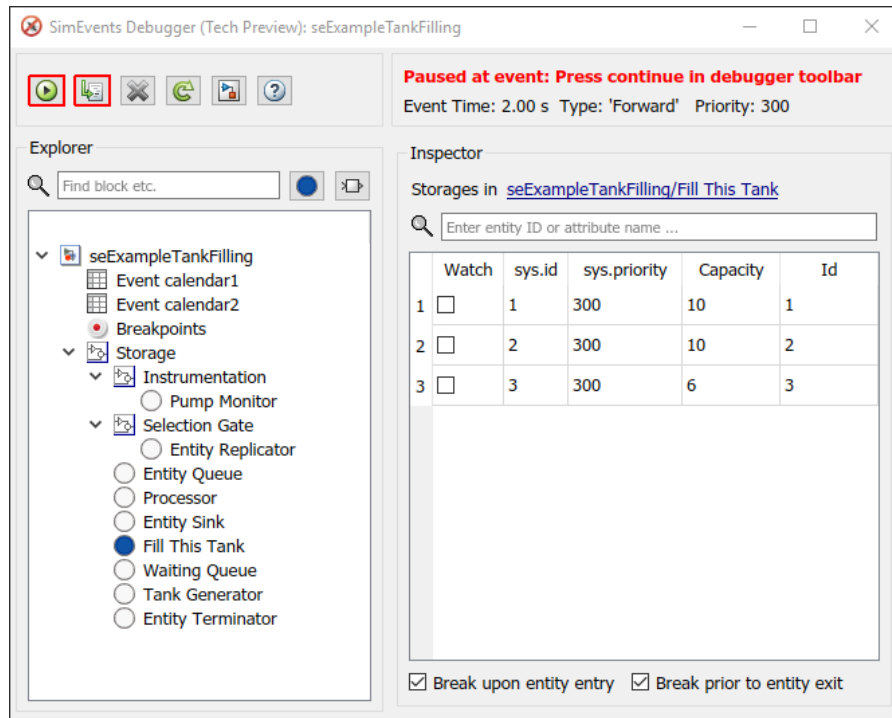 SimEvents Debugger (Tech Preview): seExampleTankFilling
Paused at event: Press continue in debugger toolbar
Event Time: 2.00 s Type: 'Forward' Priority: 300
Explorer
Find block etc.
seExampleTankFilling
Event calendar1
Event calendar2
Breakpoints
Storage
Instrumentation
Pump Monitor
Selection Gate
Entity Replicator
Entity Queue
Processor
Entity Sink
Fill This Tank
Waiting Queue
Tank Generator
Entity Terminator
Inspector
Storages in seExampleTankFilling/Fill This Tank
Enter entity ID or attribute name ...
Watch sys.id sys.priority Capacity Id
1 1 300 10 1
2 2 300 10 2
3 3 300 6 3
Break upon entity entry Break prior to entity exit